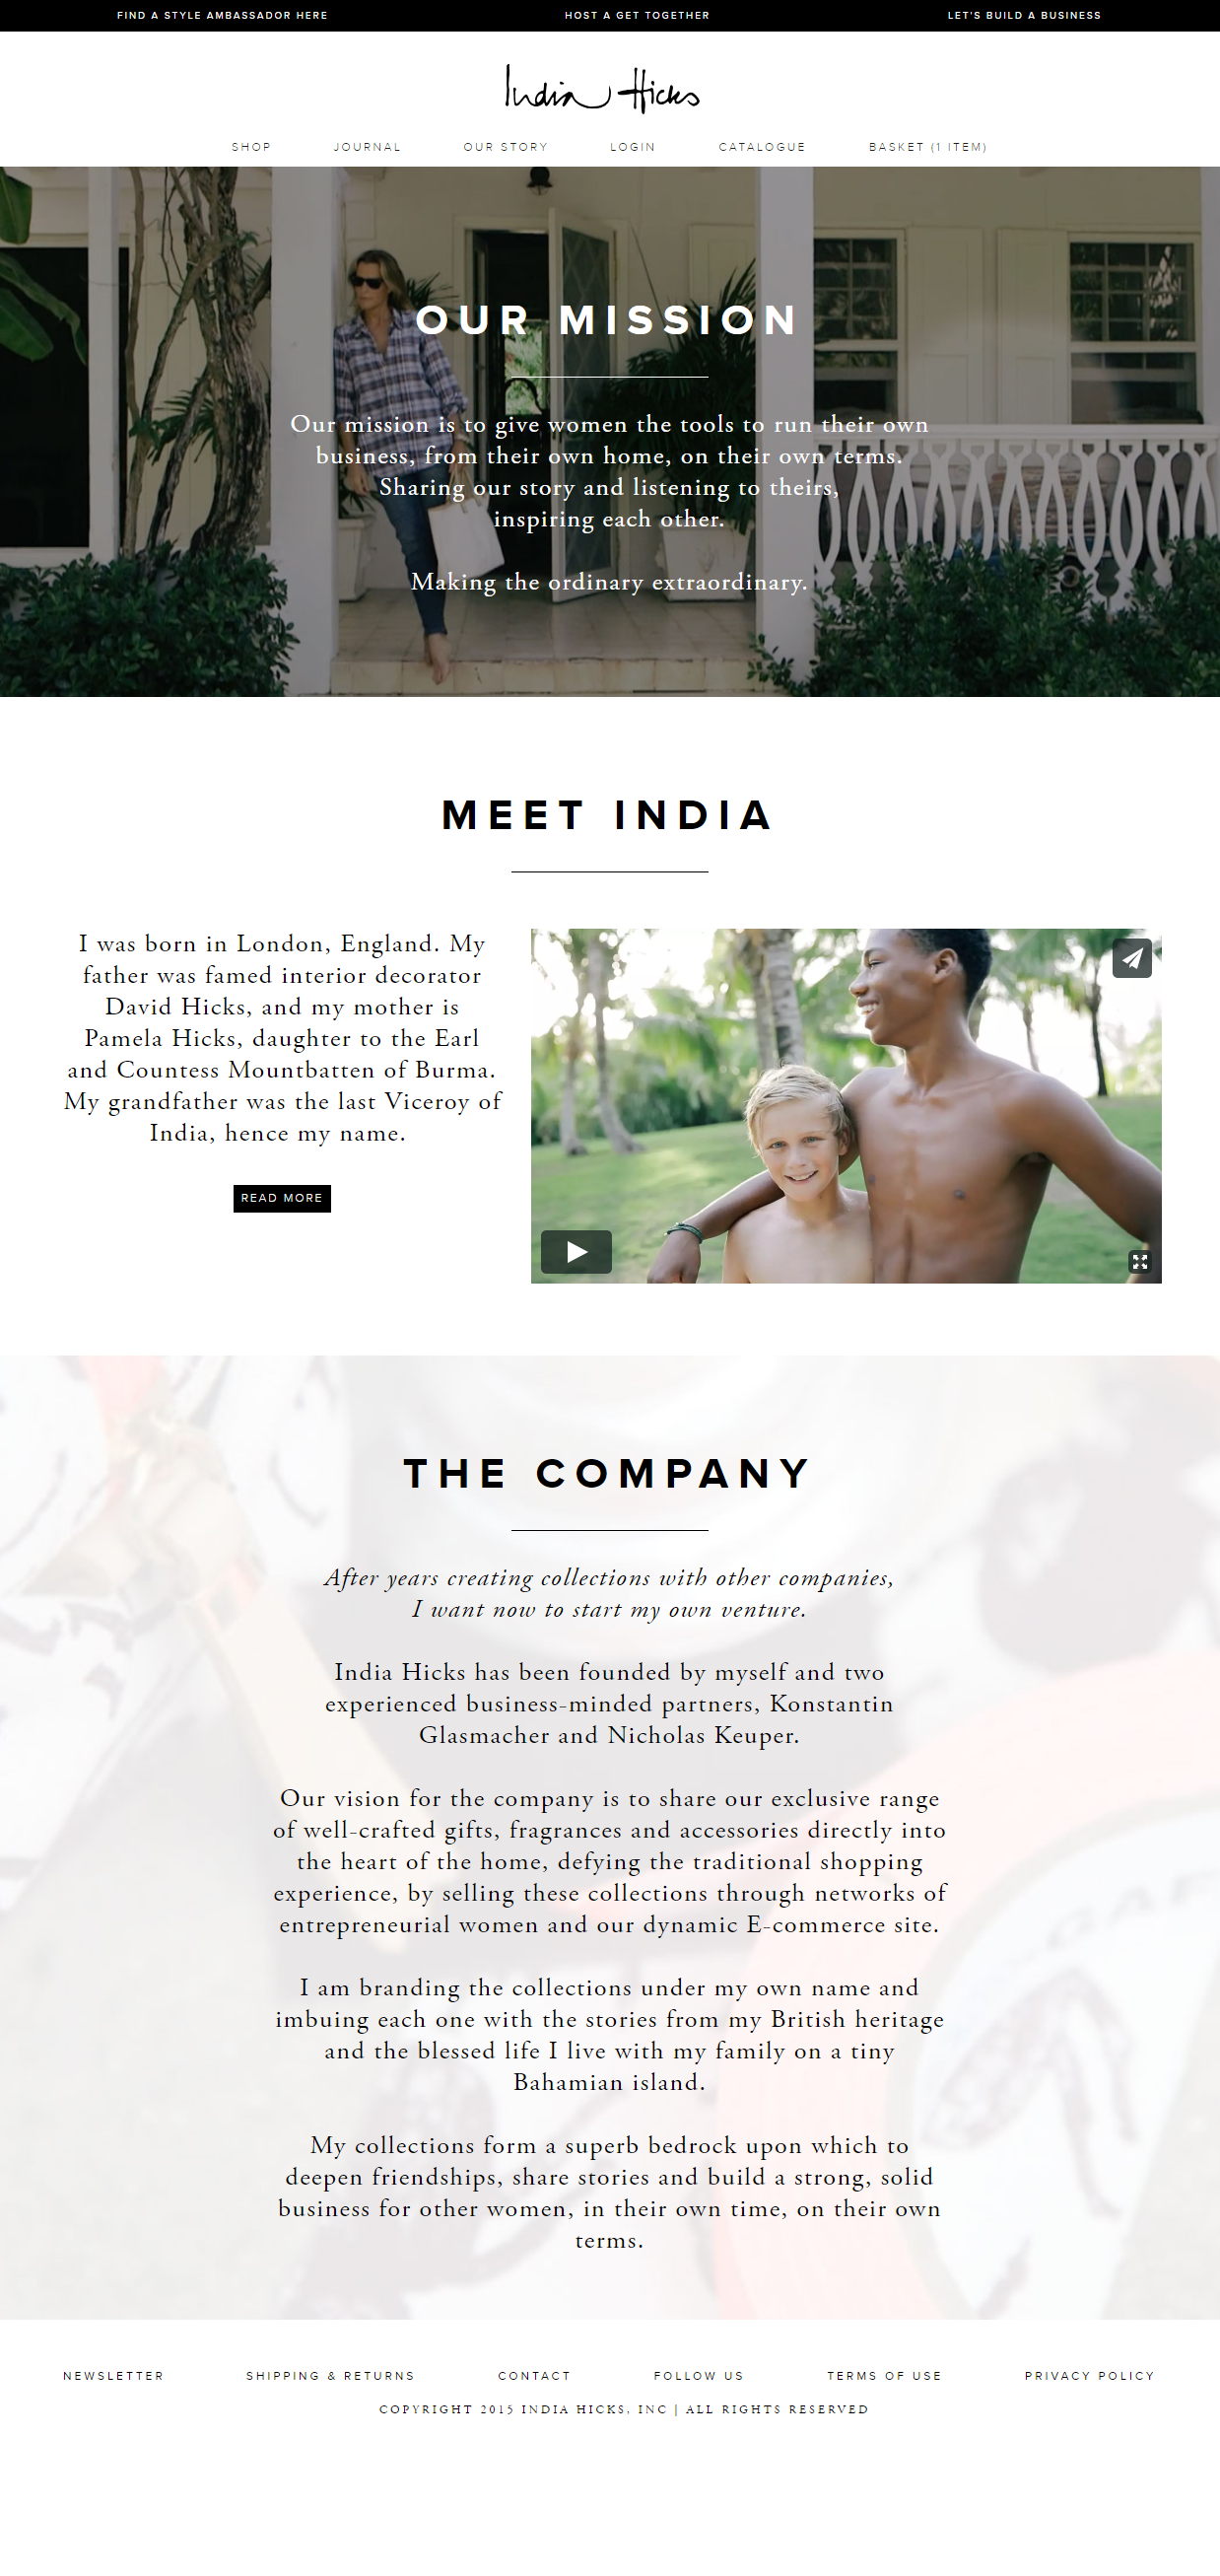 FIND A STYLE AMBASSADOR HERE
HOST A GET TOGETHER
LET'S BUILD A BUSINESS
India Hicks
SHOP
JOURNAL
OUR STORY
LOGIN
CATALOGUE
BASKET (1 ITEM)
OUR MISSION
Our mission is to give women the tools to run their own
business, from their own home, on their own terms.
Sharing our story and listening to theirs,
inspiring each other.
Making the ordinary extraordinary.
MEET INDIA
I was born in London, England. My
father was famed interior decorator
David Hicks, and my mother is
Pamela Hicks, daughter to the Earl
and Countess Mountbatten of Burma.
My grandfather was the last Viceroy of
India, hence my name.
READ MORE
THE COMPANY
After years creating collections with other companies,
I want now to start my own venture.
India Hicks has been founded by myself and two
experienced business-minded partners, Konstantin
Glasmacher and Nicholas Keuper.
Our vision for the company is to share our exclusive range
of well-crafted gifts, fragrances and accessories directly into
the heart of the home, defying the traditional shopping
experience, by selling these collections through networks of
entrepreneurial women and our dynamic E-commerce site.
I am branding the collections under my own name and
imbuing each one with the stories from my British heritage
and the blessed life I live with my family on a tiny
Bahamian island.
My collections form a superb bedrock upon which to
deepen friendships, share stories and build a strong, solid
business for other women, in their own time, on their own
terms.
NEWSLETTER
SHIPPING & RETURNS
CONTACT
FOLLOW US
TERMS OF USE
PRIVACY POLICY
COPYRIGHT 2015 INDIA HICKS, INC | ALL RIGHTS RESERVED